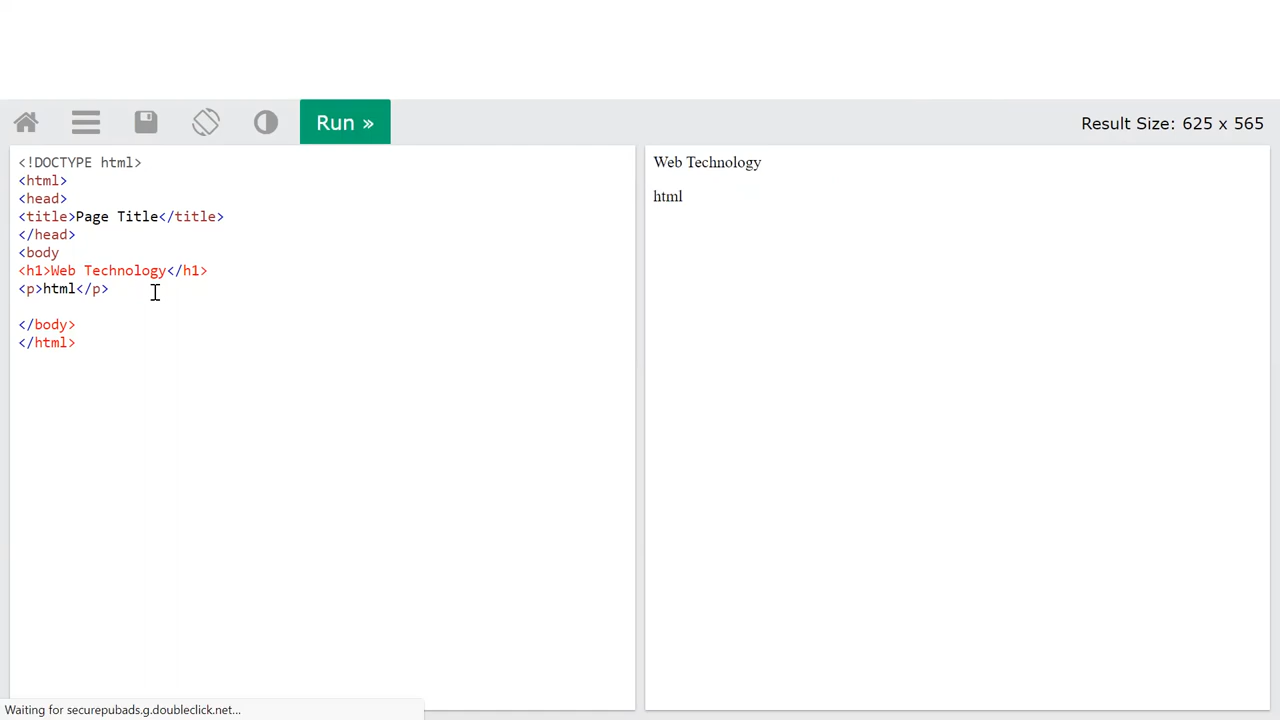 Run »
Result Size: 625 x 565
<!DOCTYPE html>
<html>
<head>
<title>Page Title</title>
</head>
<body
<h1>Web Technology</h1>
<p>html</p>
</body>
</html>
Web Technology
html
Waiting for securepubads.g.doubleclick.net...